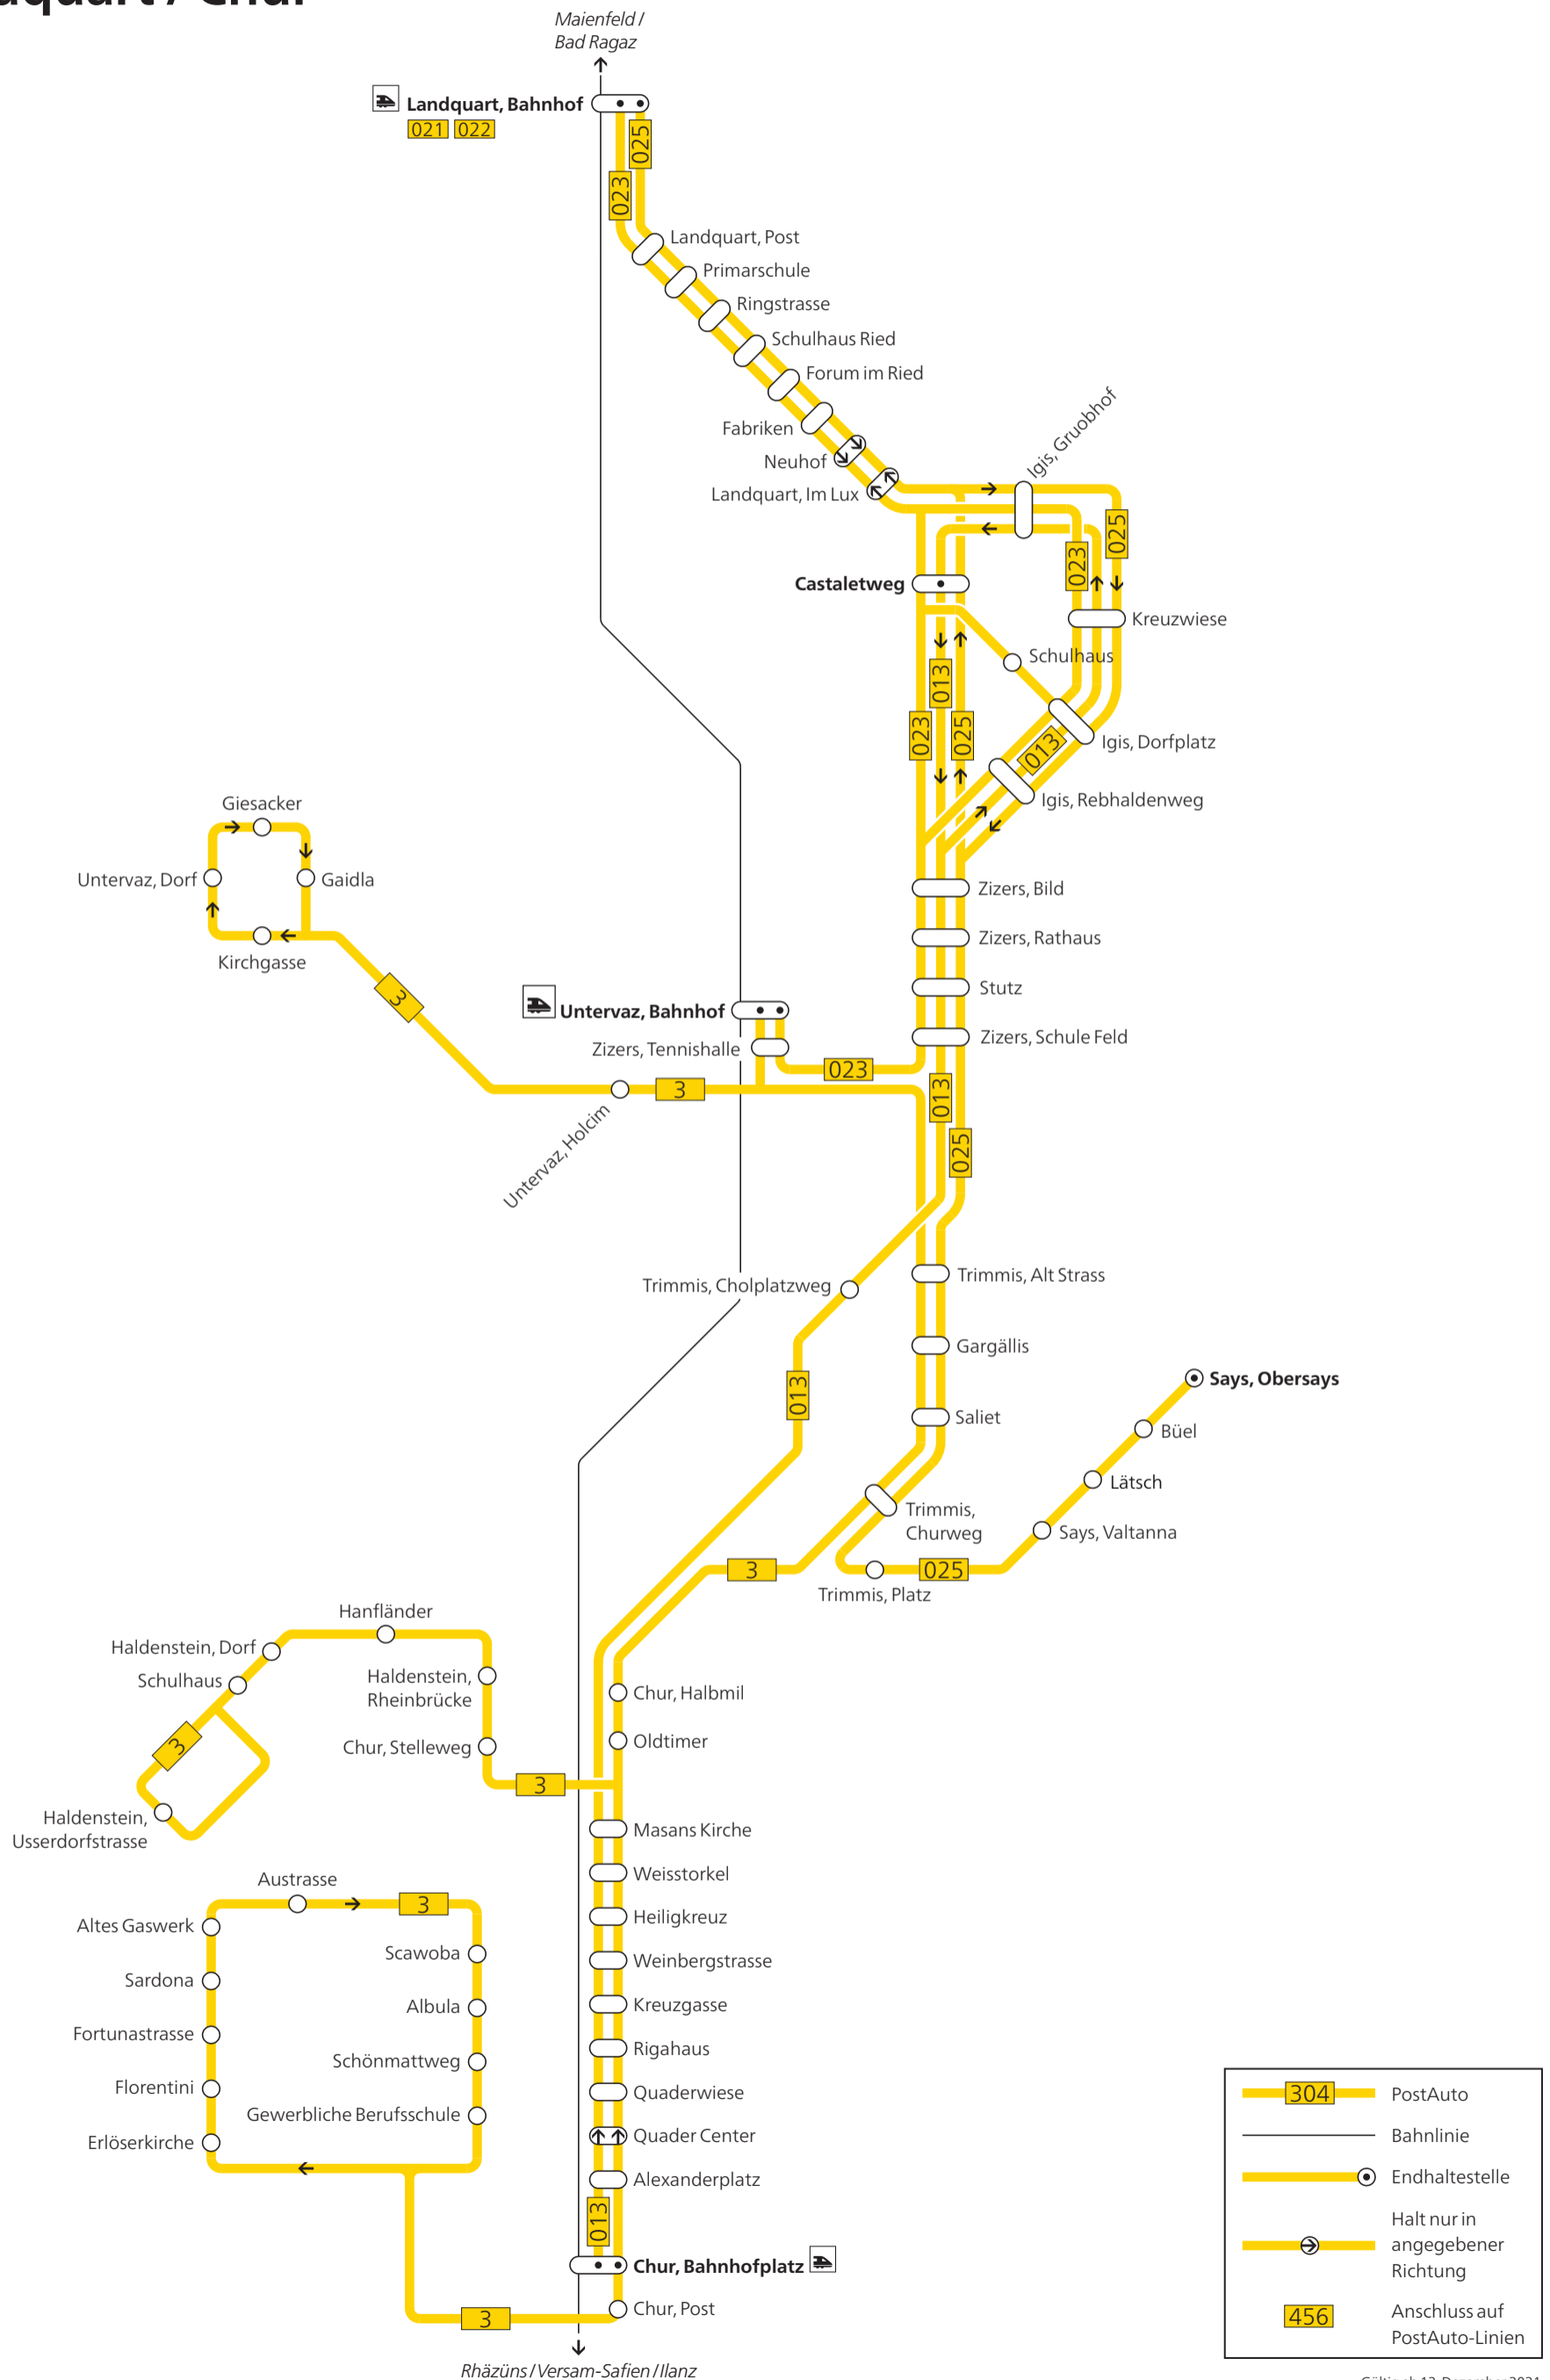 Maienfeld /
Bad Ragaz
Landquart, Bahnhof
021 022
025
023
Landquart, Post
Primarschule
Ringstrasse
Schulhaus Ried
Forum im Ried
Fabriken
Neuhof
Landquart, Im Lux
Igis, Gruobhof
025
023
Castaletweg
Kreuzwiese
Schulhaus
013
023
025
013
Igis, Dorfplatz
Igis, Rebhaldenweg
Giesacker
Untervaz, Dorf
Gaidla
Kirchgasse
3
Zizers, Bild
Zizers, Rathaus
Stutz
Zizers, Schule Feld
Untervaz, Bahnhof
Zizers, Tennishalle
023
3
Untervaz, Holcim
013
025
Trimmis, Cholplatzweg
Trimmis, Alt Strass
Gargällis
Saliet
013
Says, Obersays
Büel
Lätsch
Says, Valtanna
Trimmis,
Churweg
3
025
Trimmis, Platz
Hanfländer
Haldenstein, Dorf
Schulhaus
Haldenstein,
Rheinbrücke
Chur, Stelleweg
3
3
Haldenstein,
Usserdorfstrasse
Chur, Halbmil
Oldtimer
Masans Kirche
Weisstorkel
Heiligkreuz
Weinbergstrasse
Kreuzgasse
Rigahaus
Quaderwiese
Quader Center
Alexanderplatz
013
Chur, Bahnhofplatz
Chur, Post
Austrasse
3
Altes Gaswerk
Sardona
Fortunastrasse
Florentini
Erlöserkirche
Scawoba
Albula
Schönmattweg
Gewerbliche Berufsschule
3
Rhäzüns / Versam-Safien / Ilanz
304 PostAuto
Bahnlinie
Endhaltestelle
Halt nur in
angegebener
Richtung
456 Anschluss auf
PostAuto-Linien